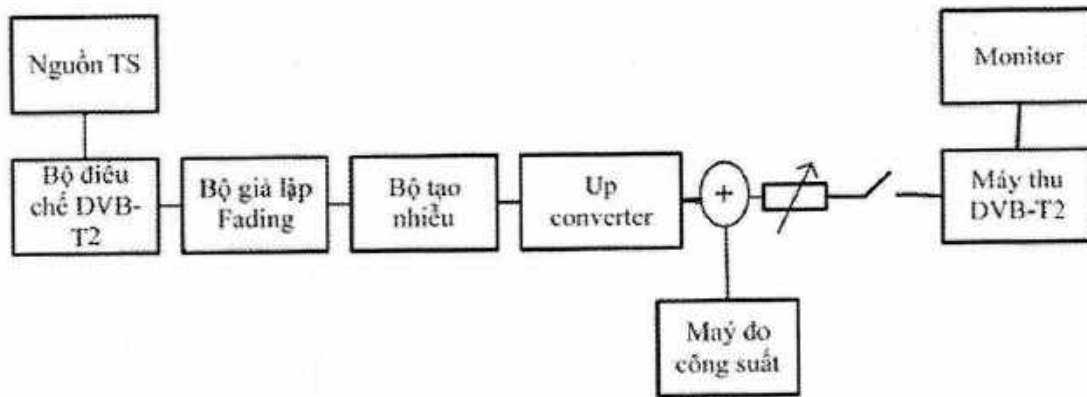 Nguồn TS
Monitor
Bộ điều
chế DVB-
T2
Bộ giả lập
Fading
Bộ tạo
nhiễu
Up
converter
+
Máy thu
DVB-T2
Maý đo
công suất